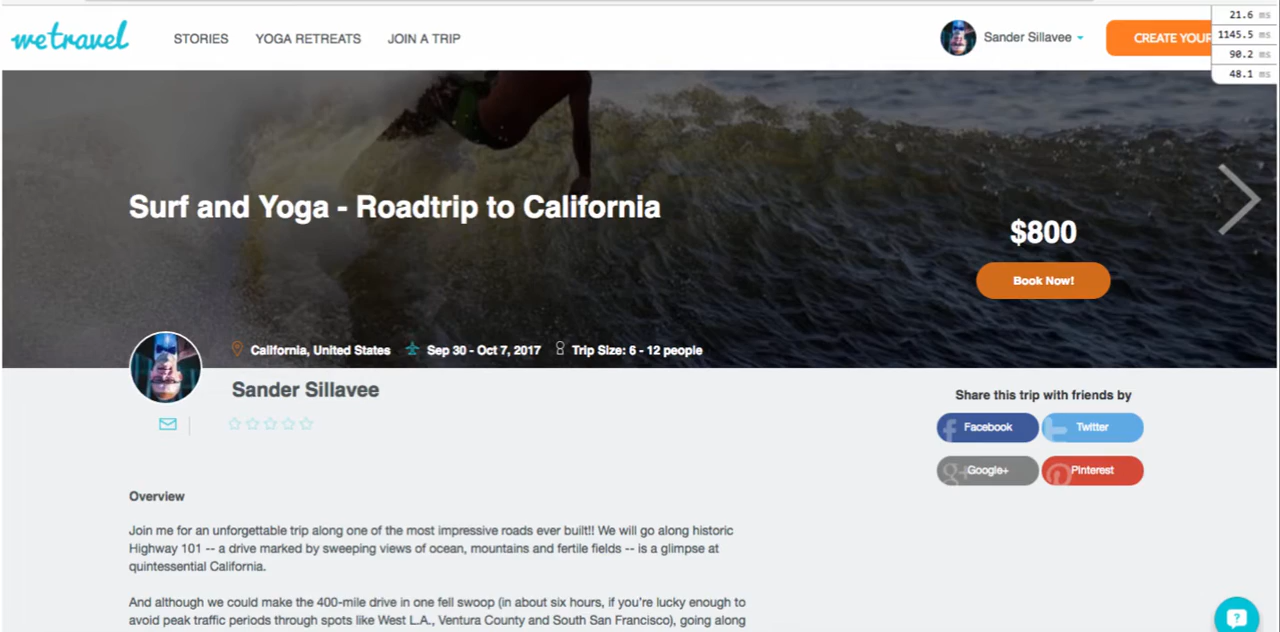 wetravel
STORIES YOGA RETREATS JOIN A TRIP
Sander Sillavee
CREATE YOUR
21.6 ms
1145.5 ms
90.2 ms
48.1 ms
Surf and Yoga - Roadtrip to California
$800
Book Now!
California, United States Sep 30 - Oct 7, 2017 Trip Size: 6 - 12 people
Sander Sillavee
Share this trip with friends by
Facebook Twitter
Google+ Pinterest
Overview
Join me for an unforgettable trip along one of the most impressive roads ever built!! We will go along historic
Highway 101 -- a drive marked by sweeping views of ocean, mountains and fertile fields -- is a glimpse at
quintessential California.
And although we could make the 400-mile drive in one fell swoop (in about six hours, if you're lucky enough to
avoid peak traffic periods through spots like West L.A., Ventura County and South San Francisco), going along